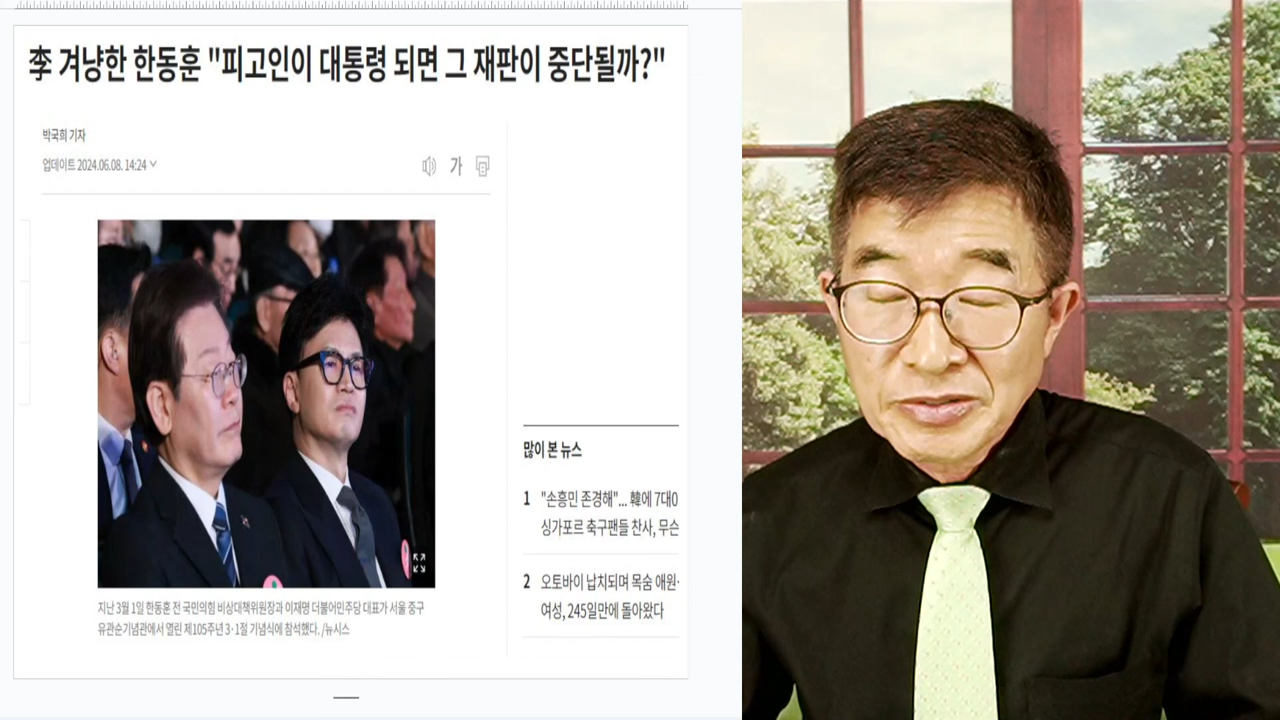 李 겨냥한 한동훈 "피고인이 대통령 되면 그 재판이 중단될까?"
박국희 기자
업데이트 2024.06.08. 14:24
가
지난 3월 1일 한동훈 전 국민의힘 비상대책위원장과 이재명 더불어민주당 대표가 서울 중구
유관순기념관에서 열린 제105주년 3·1절 기념식에 참석했다. /뉴시스
많이 본 뉴스
1 "손흥민 존경해"... 韓에 7대0
싱가포르 축구팬들 찬사, 무슨
2 오토바이 납치되며 목숨 애원·
여성, 245일만에 돌아왔다